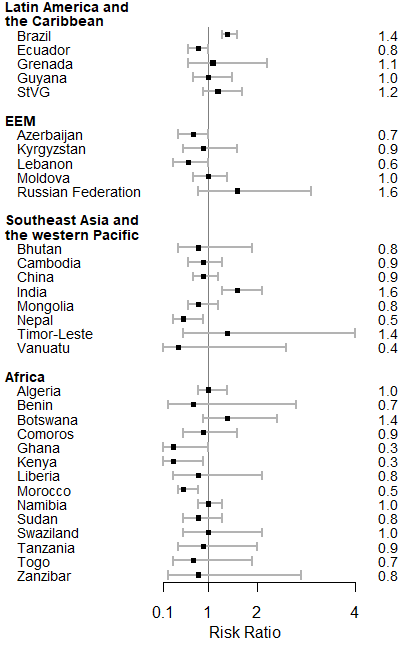 Latin America and
the Caribbean
Brazil 1.4
Ecuador 0.8
Grenada 1.1
Guyana 1.0
StVG 1.2
EEM
Azerbaijan 0.7
Kyrgyzstan 0.9
Lebanon 0.6
Moldova 1.0
Russian Federation 1.6
Southeast Asia and
the western Pacific
Bhutan 0.8
Cambodia 0.9
China 0.9
India 1.6
Mongolia 0.8
Nepal 0.5
Timor-Leste 1.4
Vanuatu 0.4
Africa
Algeria 1.0
Benin 0.7
Botswana 1.4
Comoros 0.9
Ghana 0.3
Kenya 0.3
Liberia 0.8
Morocco 0.5
Namibia 1.0
Sudan 0.8
Swaziland 1.0
Tanzania 0.9
Togo 0.7
Zanzibar 0.8
0.1 1 2 4
Risk Ratio